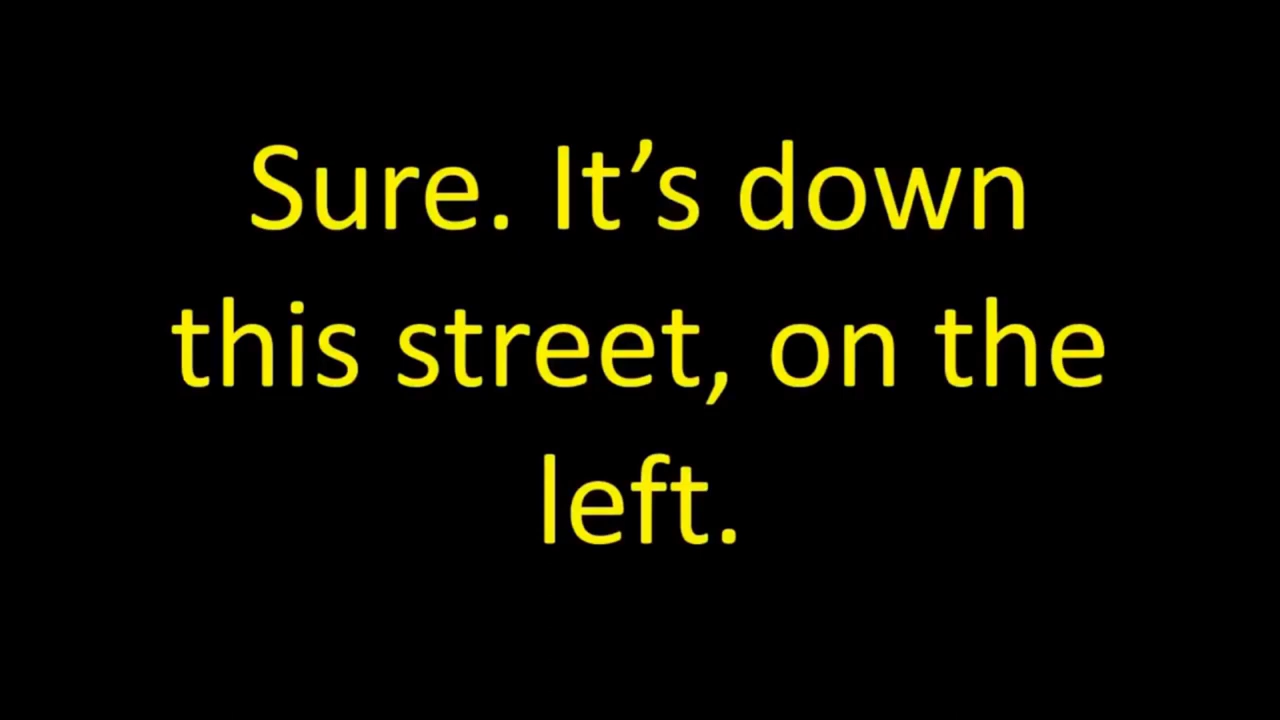 Sure. It’s down
this street, on the
left.